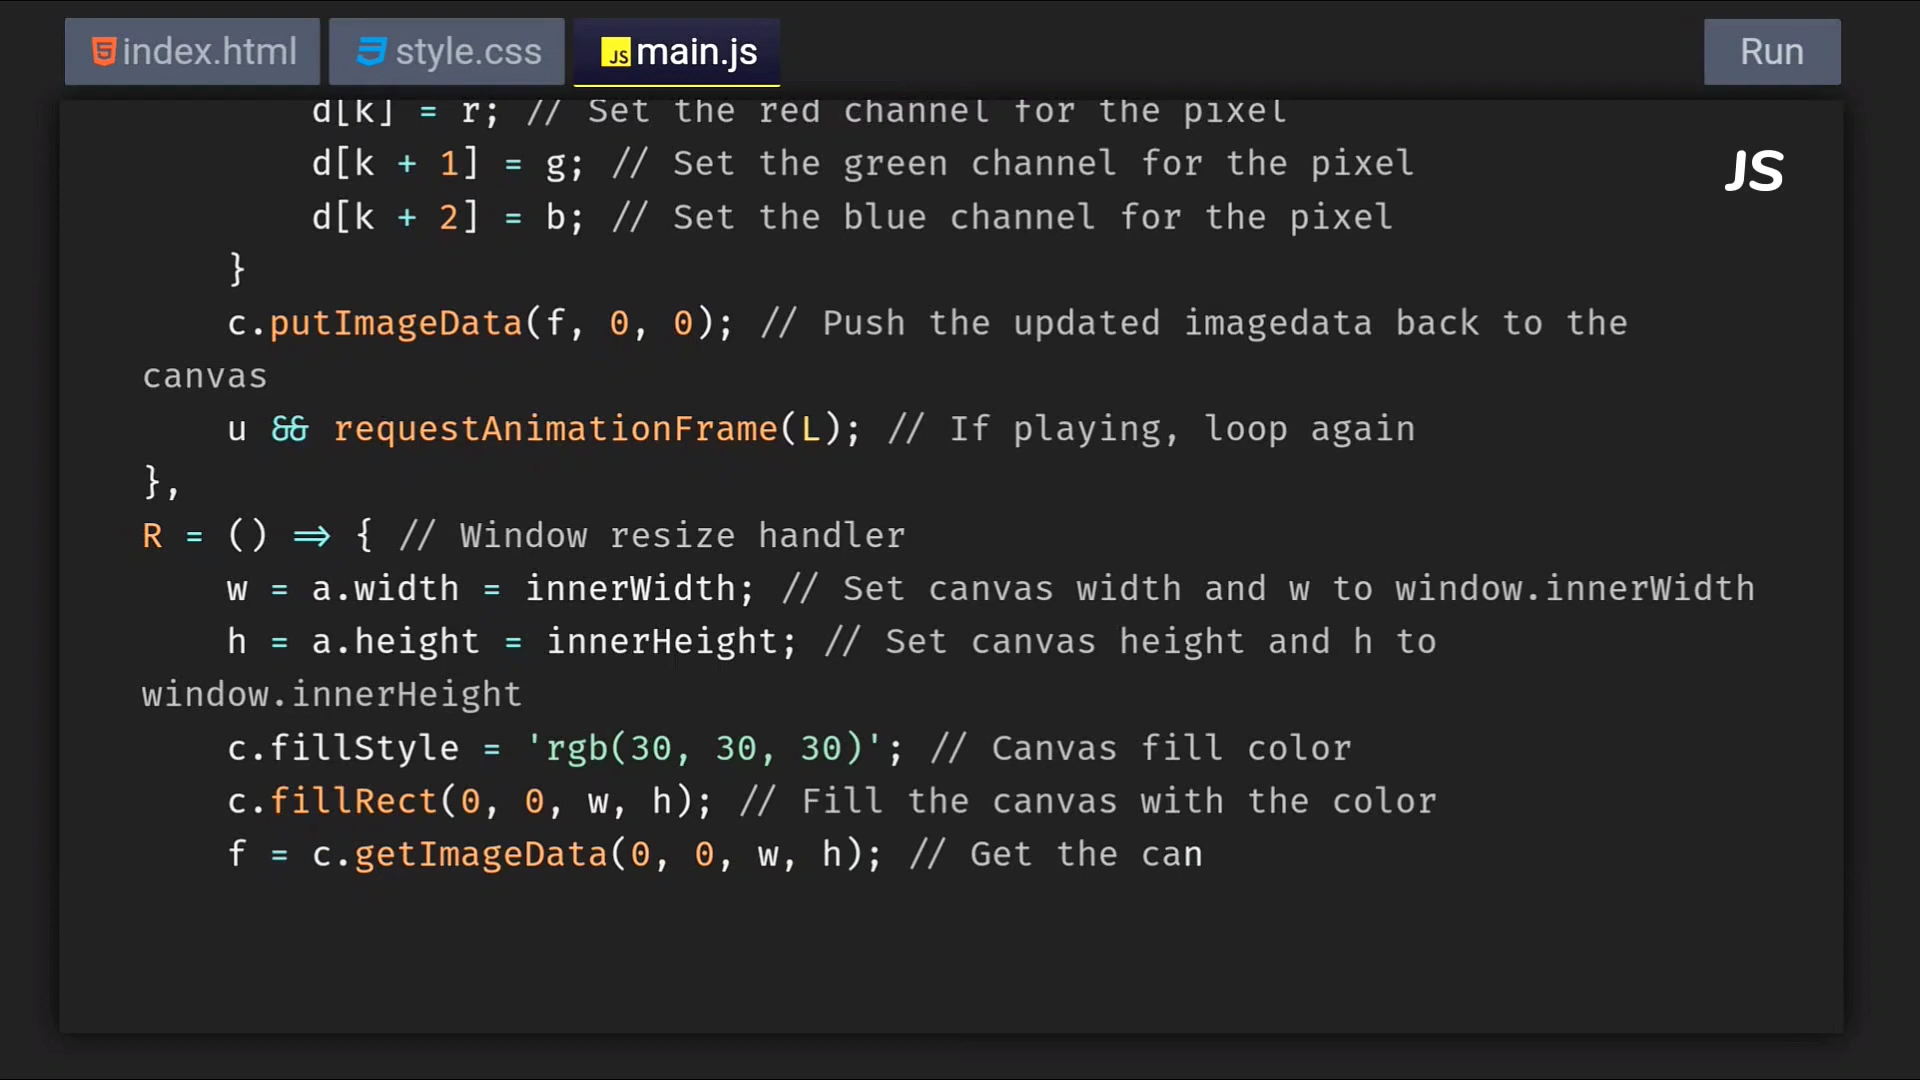 index.html style.css JS main.js Run
d[k] = r; // Set the red channel for the pixel
JS
d[k + 1] = g; // Set the green channel for the pixel
d[k + 2] = b; // Set the blue channel for the pixel
}
c.putImageData(f, 0, 0); // Push the updated imagedata back to the
canvas
u && requestAnimationFrame(L); // If playing, loop again
},
R = () => { // Window resize handler
w = a.width = innerWidth; // Set canvas width and w to window.innerWidth
h = a.height = innerHeight; // Set canvas height and h to
window.innerHeight
c.fillStyle = 'rgb(30, 30, 30)'; // Canvas fill color
c.fillRect(0, 0, w, h); // Fill the canvas with the color
f = c.getImageData(0, 0, w, h); // Get the can